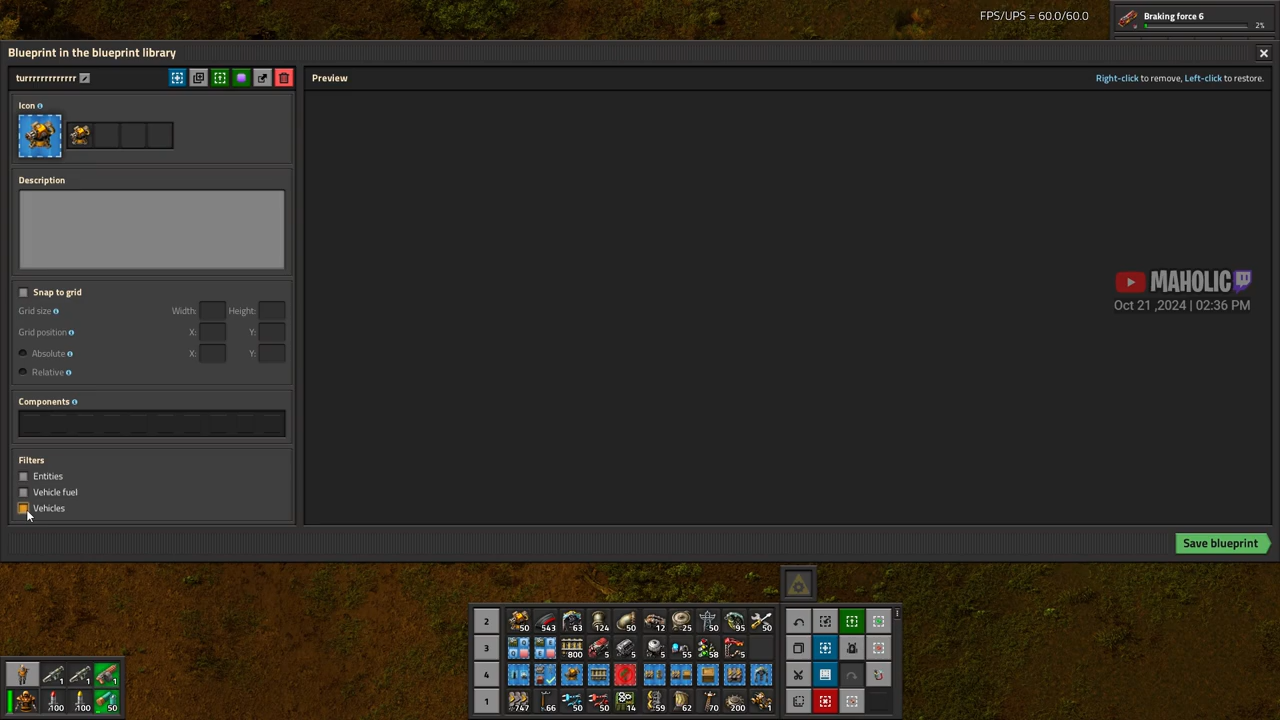 FPS/UPS = 60.0/60.0
Braking force 6
2%
Blueprint in the blueprint library
turrrrrrrrrrrrr
Preview
Right-click to remove, Left-click to restore.
Icon
Description
Snap to grid
Grid size
Width:
Height:
Grid position
X:
Y:
Absolute
X:
Y:
Relative
Components
Filters
Entities
Vehicle fuel
Vehicles
MAHOLIC
Oct 21 ,2024 | 02:36 PM
Save blueprint
2
50
543
63
124
50
12
25
50
95
50
3
800
5
5
5
55
58
5
4
1
747
66
50
50
14
59
62
70
200
1
1
1
1
100
100
50